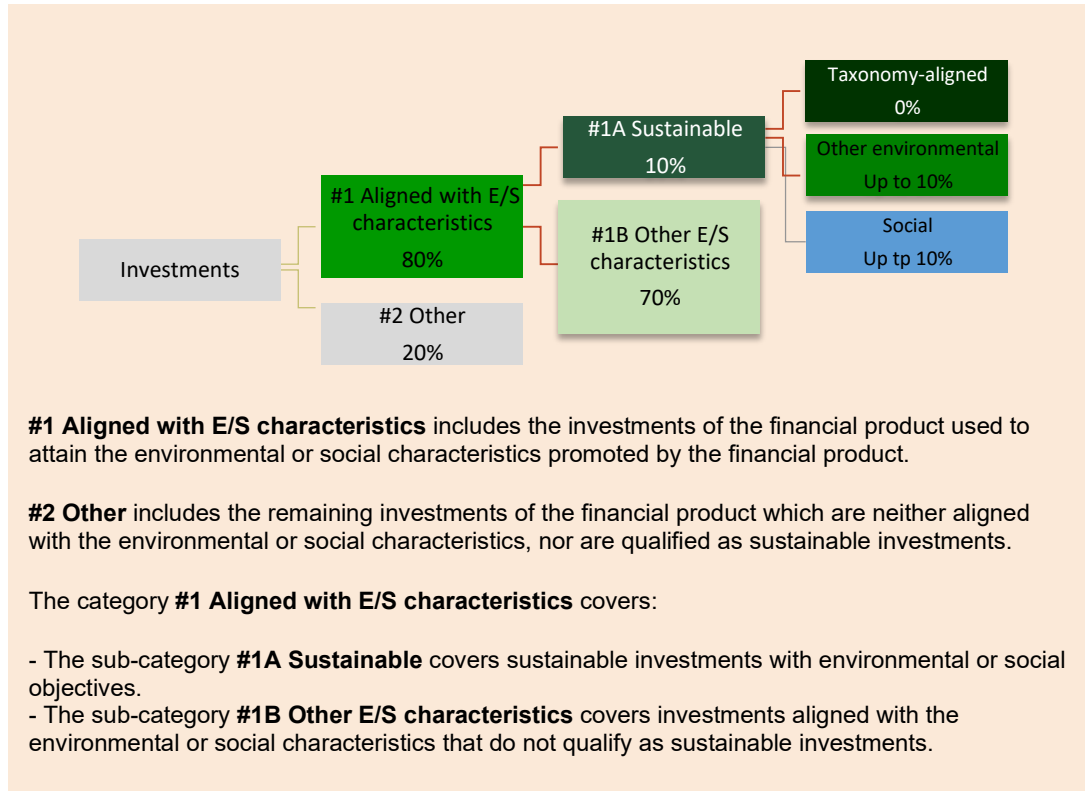 Investments
#1 Aligned with E/S
characteristics
80%
#2 Other
20%
#1A Sustainable
10%
#1B Other E/S
characteristics
70%
Taxonomy-aligned
0%
Other environmental
Up to 10%
Social
Up tp 10%
#1 Aligned with E/S characteristics includes the investments of the financial product used to
attain the environmental or social characteristics promoted by the financial product.
#2 Other includes the remaining investments of the financial product which are neither aligned
with the environmental or social characteristics, nor are qualified as sustainable investments.
The category #1 Aligned with E/S characteristics covers:
- The sub-category #1A Sustainable covers sustainable investments with environmental or social
objectives.
- The sub-category #1B Other E/S characteristics covers investments aligned with the
environmental or social characteristics that do not qualify as sustainable investments.